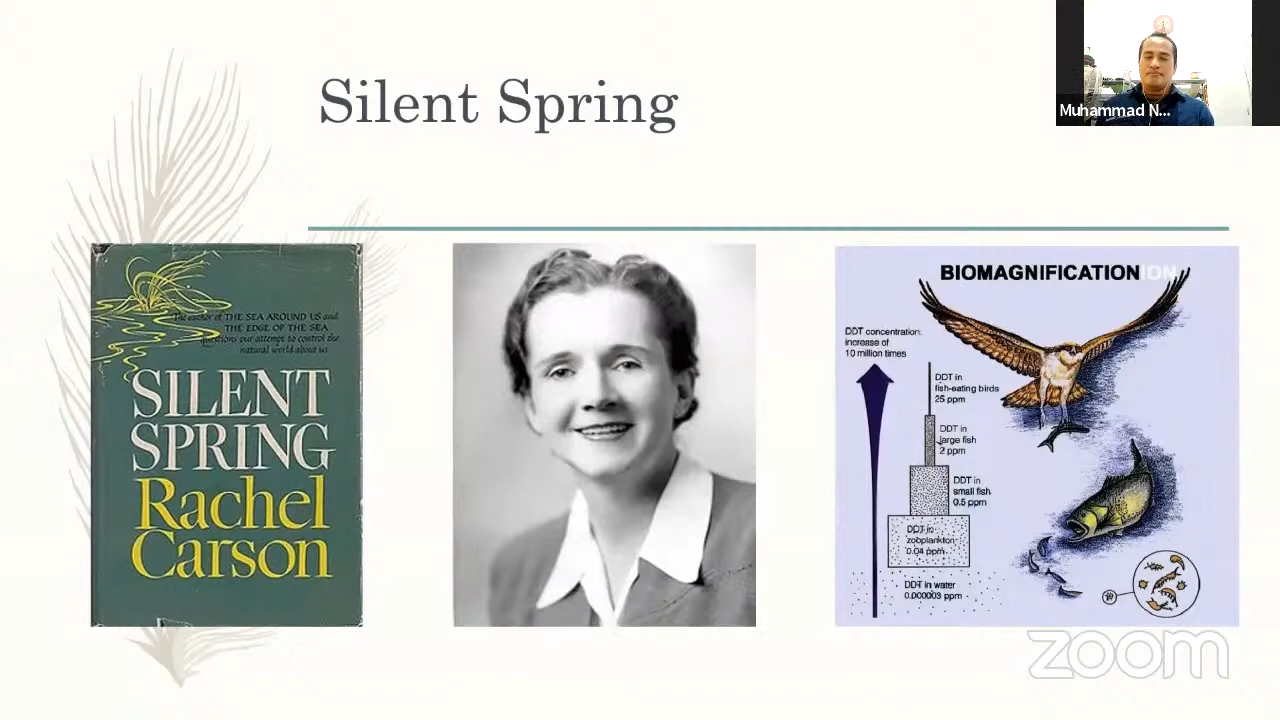 Silent Spring
Muhammad N...
The author of THE SEA AROUND US and
THE EDGE OF THE SEA
questions our attempt to control the
natural world about us
SILENT
SPRING
Rachel
Carson
BIOMAGNIFICATION
DDT concentration:
increase of
10 million times
DDT in
fish-eating birds
25 ppm
DDT in
large fish
2 ppm
DDT in
small fish
0.5 ppm
DDT in
zooplankton
0.04 ppm
DDT in water
0.000003 ppm
zoom